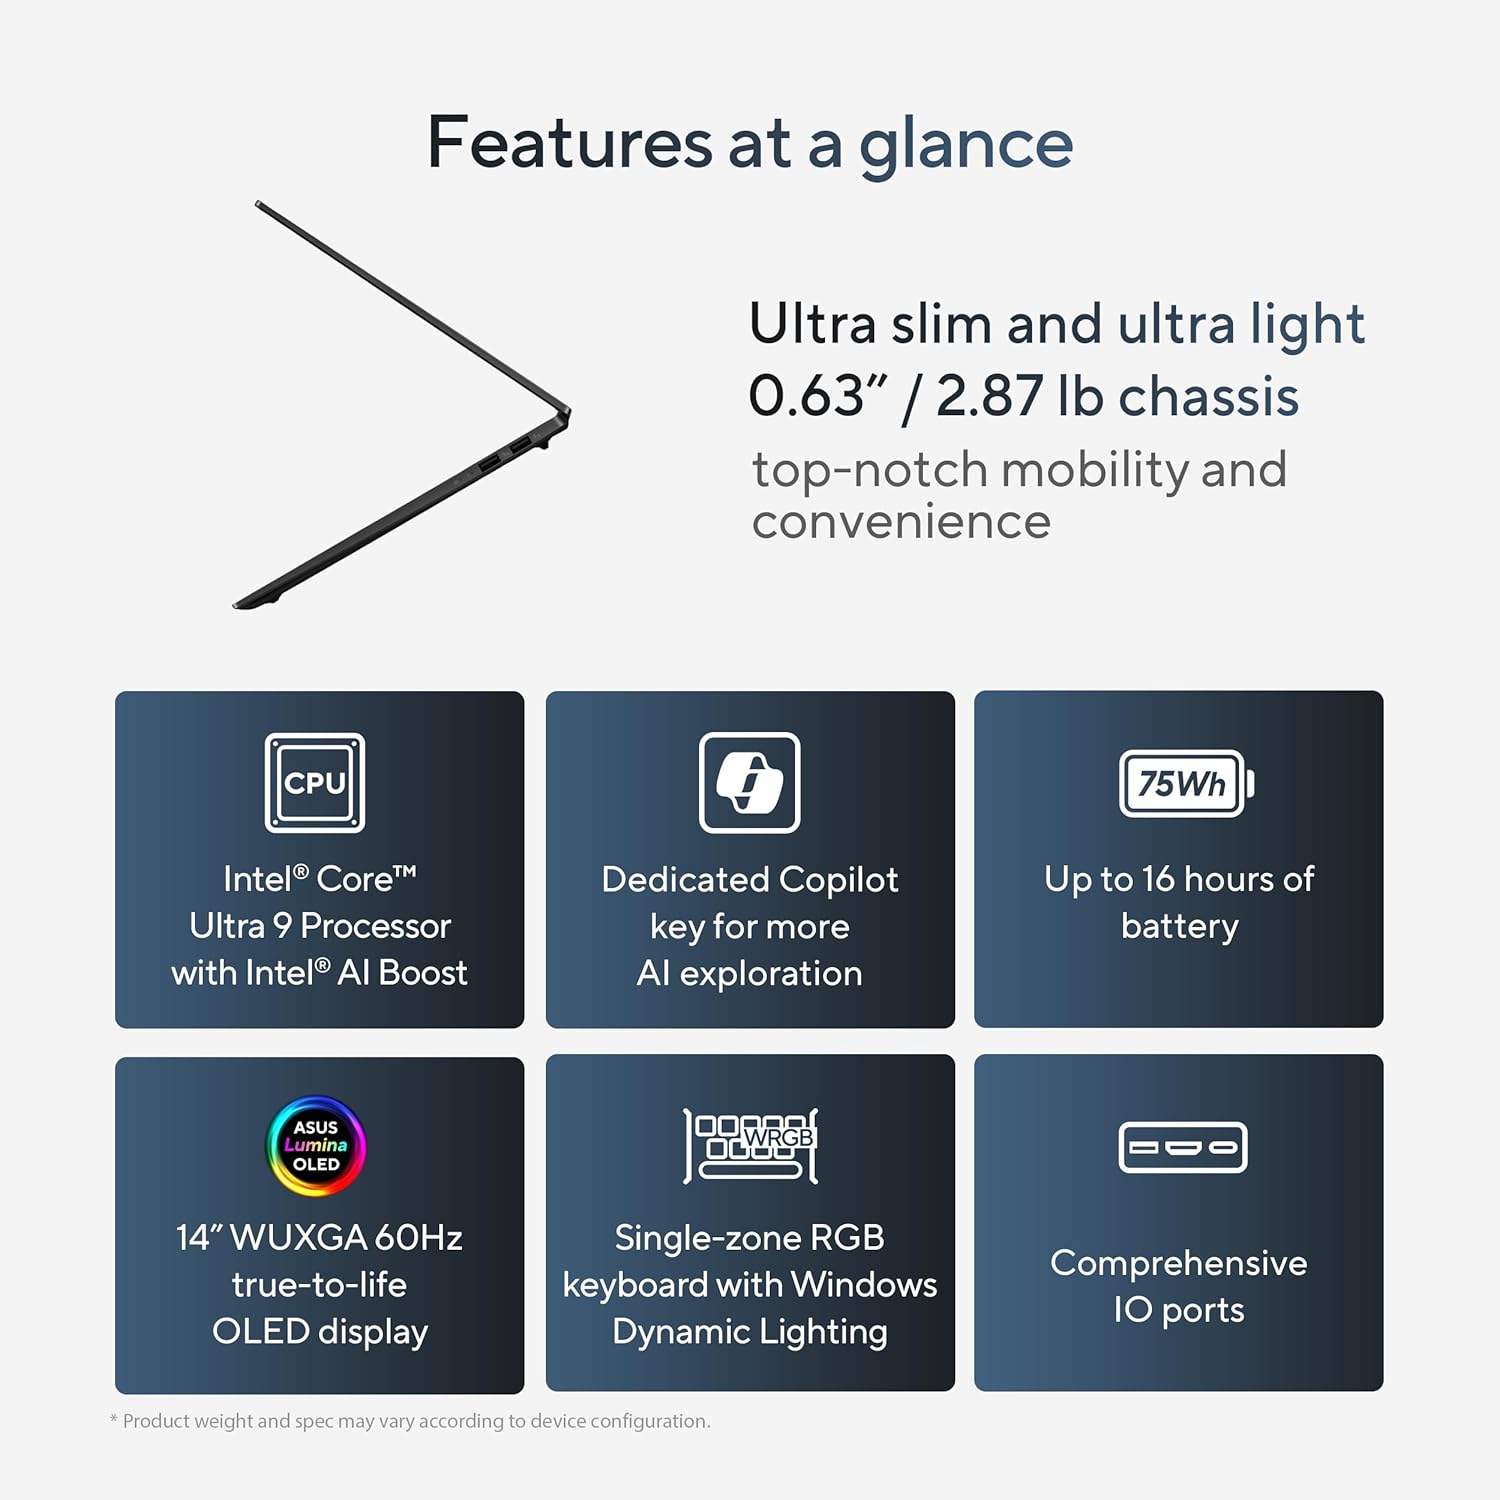 Features at a glance
Ultra slim and ultra light
0.63” / 2.87 lb chassis
top-notch mobility and
convenience
CPU
Intel® Core™
Ultra 9 Processor
with Intel® AI Boost
Dedicated Copilot
key for more
AI exploration
75Wh
Up to 16 hours of
battery
ASUS
Lumina
OLED
14” WUXGA 60Hz
true-to-life
OLED display
WRGB
Single-zone RGB
keyboard with Windows
Dynamic Lighting
Comprehensive
IO ports
* Product weight and spec may vary according to device configuration.